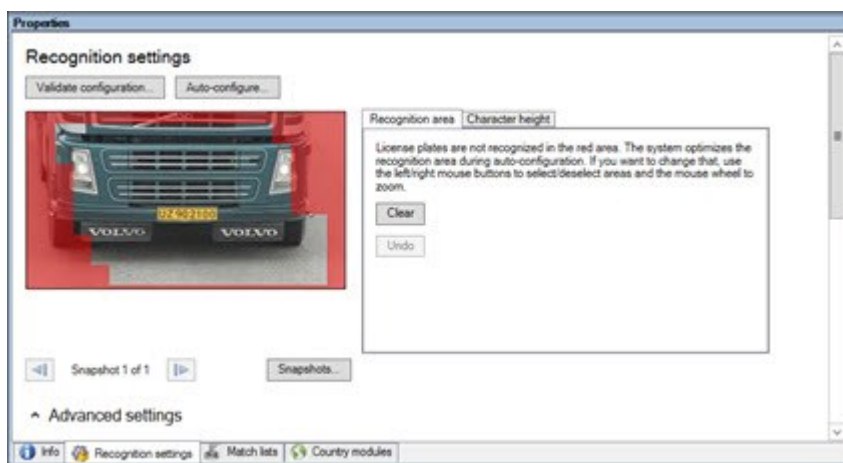 Properties
Recognition settings
Validate configuration...
Auto-configure...
Recognition area
Character height
License plates are not recognized in the red area. The system optimizes the
recognition area during auto-configuration. If you want to change that, use
the left/right mouse buttons to select/deselect areas and the mouse wheel to
zoom.
Clear
Undo
UZ 902100
VOLVO VOLVO
Snapshot 1 of 1
Snapshots...
Advanced settings
Info
Recognition settings
Match lists
Country modules